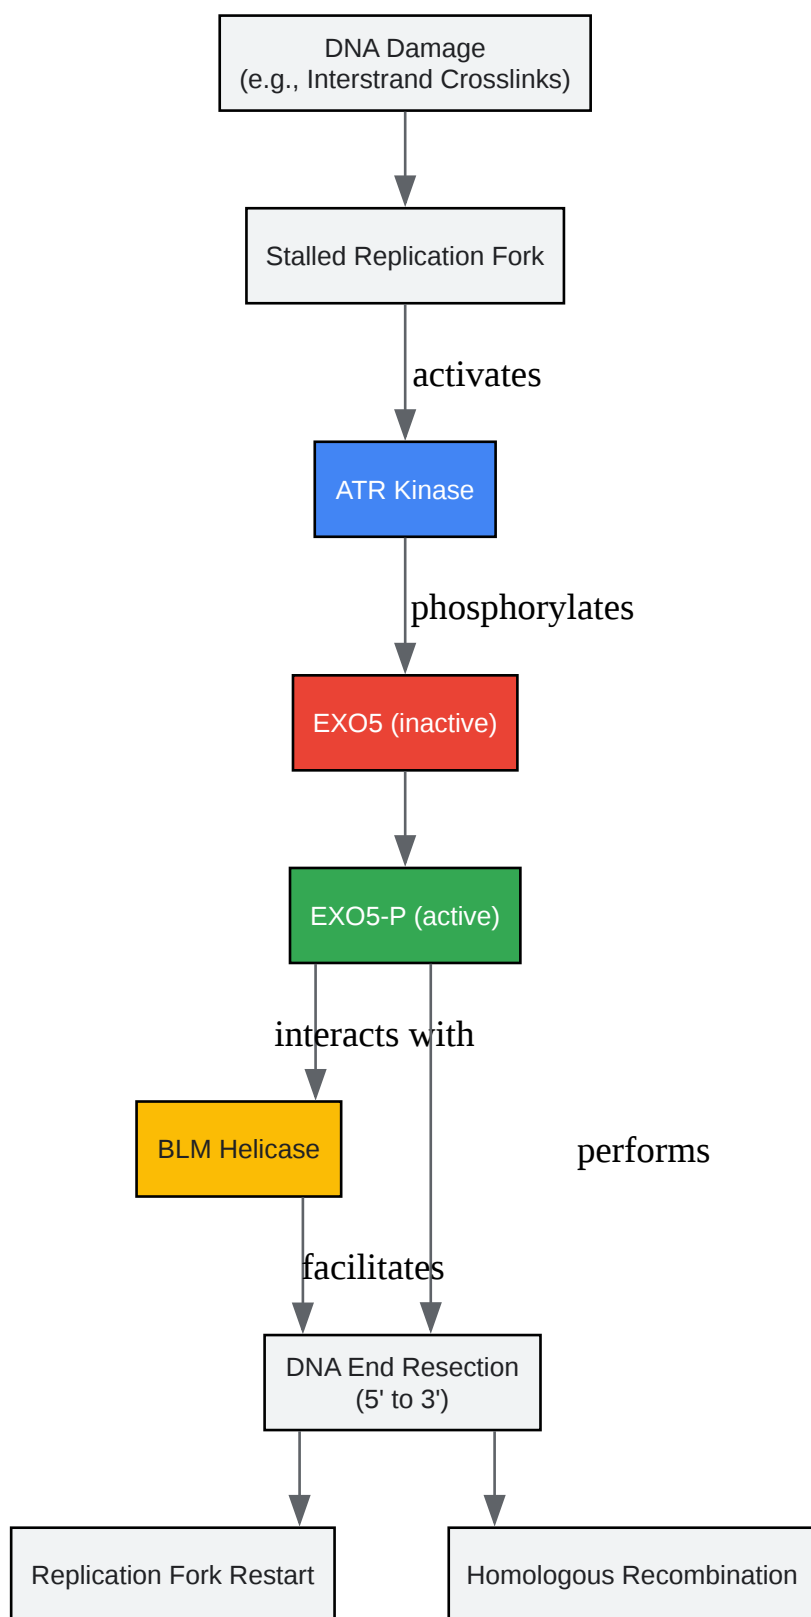 DNA Damage
(e.g., Interstrand Crosslinks)
Stalled Replication Fork
activates
ATR Kinase
phosphorylates
EXO5 (inactive)
EXO5-P (active)
interacts with
BLM Helicase
performs
facilitates
DNA End Resection
(5' to 3')
Replication Fork Restart
Homologous Recombination